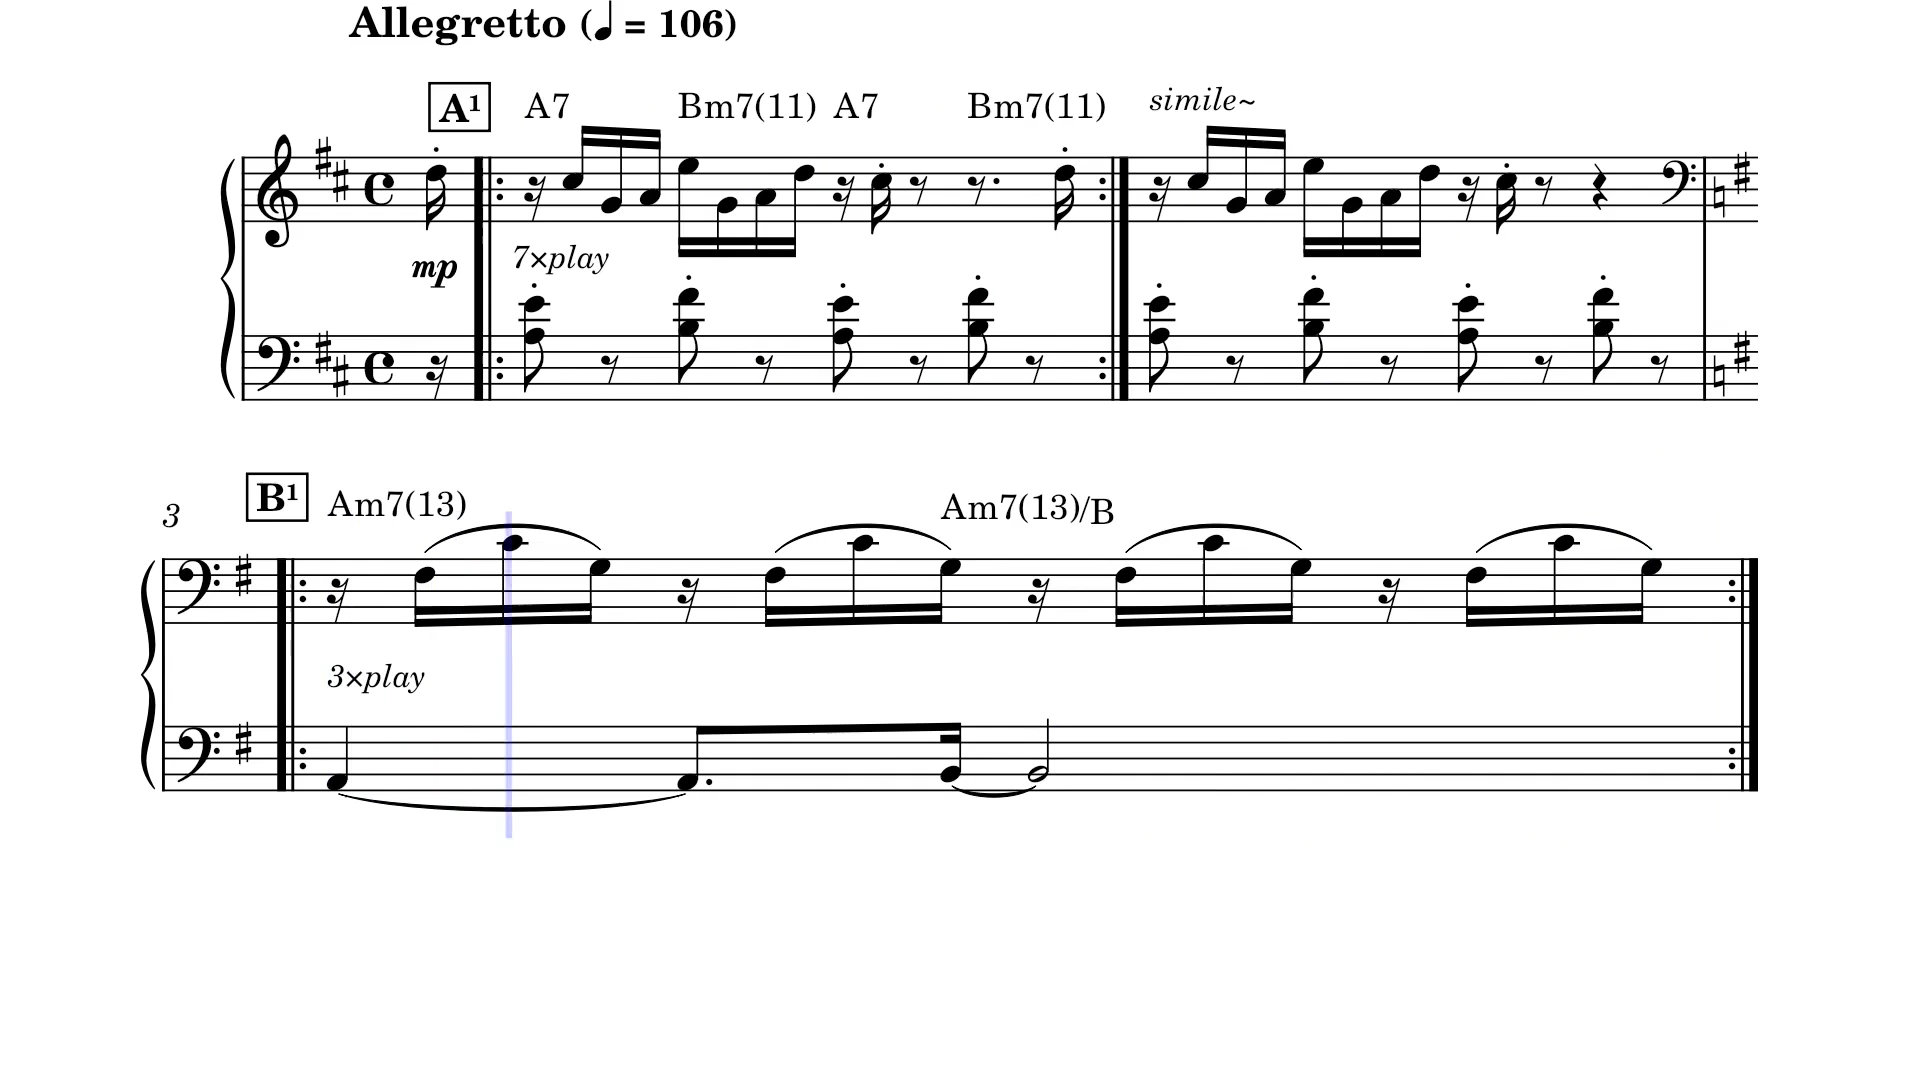 Allegretto (♩ = 106)
A¹ A7 Bm7(11) A7 Bm7(11) simile~
mp 7×play
3 B¹ Am7(13) Am7(13)/B
3×play